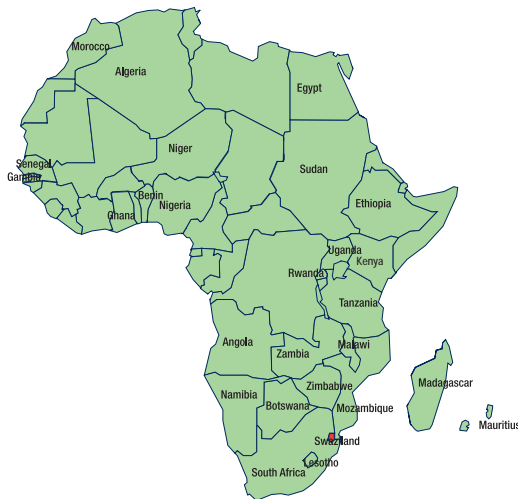 Morocco
Algeria
Egypt
Niger
Senegal
Gambia
Sudan
Benin
Nigeria
Ghana
Ethiopia
Uganda
Kenya
Rwanda
Tanzania
Angola
Malawi
Zambia
Madagascar
Zimbabwe
Namibia
Botswana
Mozambique
Mauritius
Swaziland
Lesotho
South Africa